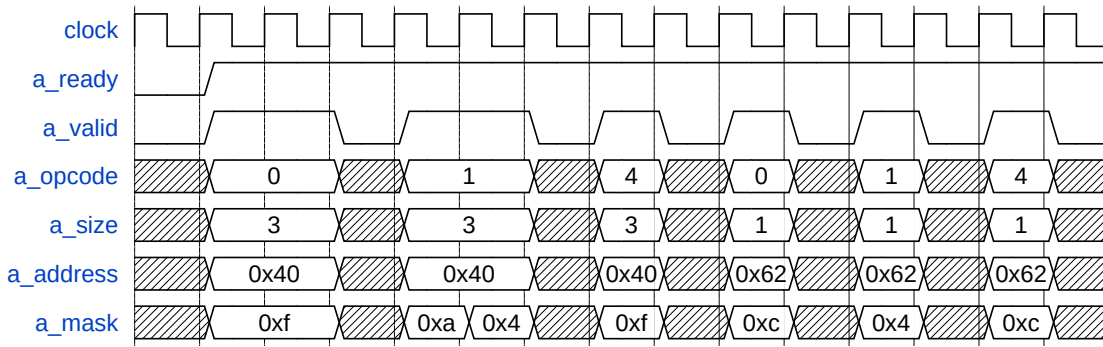 clock
a_ready
a_valid
a_opcode 0 1 4 0 1 4
a_size 3 3 3 1 1 1
a_address 0x40 0x40 0x40 0x62 0x62 0x62
a_mask 0xf 0xa 0x4 0xf 0xc 0x4 0xc